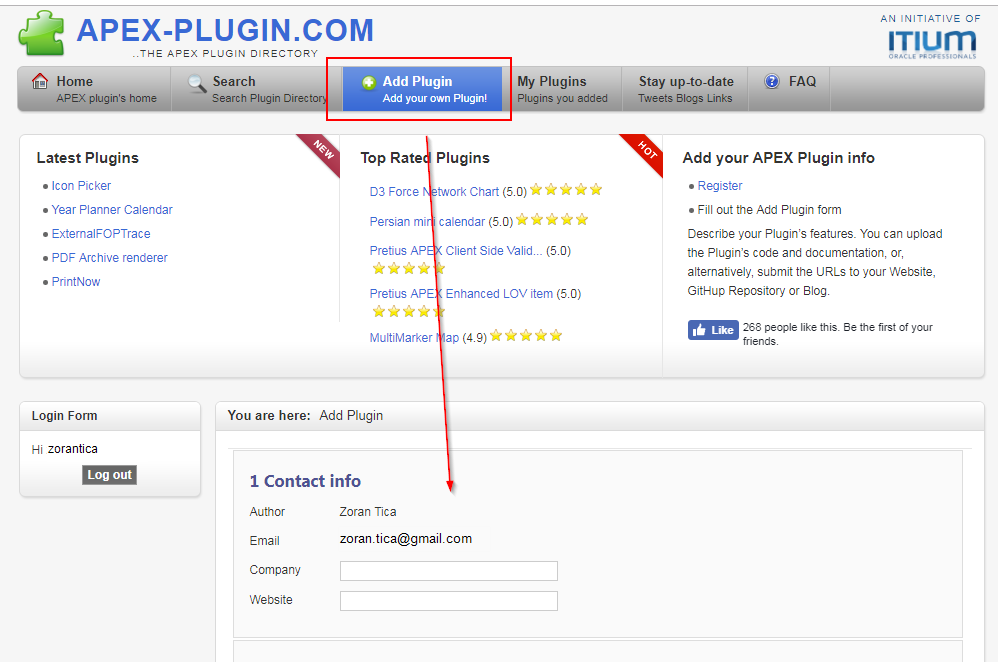 APEX-PLUGIN.COM
..THE APEX PLUGIN DIRECTORY
AN INITIATIVE OF
ITIUM
ORACLE PROFESSIONALS
Home
APEX plugin's home
Search
Search Plugin Directory
Add Plugin
Add your own Plugin!
My Plugins
Plugins you added
Stay up-to-date
Tweets Blogs Links
FAQ
Latest Plugins
NEW
Icon Picker
Year Planner Calendar
ExternalFOPTrace
PDF Archive renderer
PrintNow
Top Rated Plugins
HOT
D3 Force Network Chart (5.0)
Persian mini calendar (5.0)
Pretius APEX Client Side Valid... (5.0)
Pretius APEX Enhanced LOV item (5.0)
MultiMarker Map (4.9)
Add your APEX Plugin info
Register
Fill out the Add Plugin form
Describe your Plugin's features. You can upload
the Plugin's code and documentation, or,
alternatively, submit the URLs to your Website,
GitHup Repository or Blog.
Like
268 people like this. Be the first of your
friends.
Login Form
Hi zorantica
Log out
You are here: Add Plugin
1 Contact info
Author Zoran Tica
Email zoran.tica@gmail.com
Company
Website